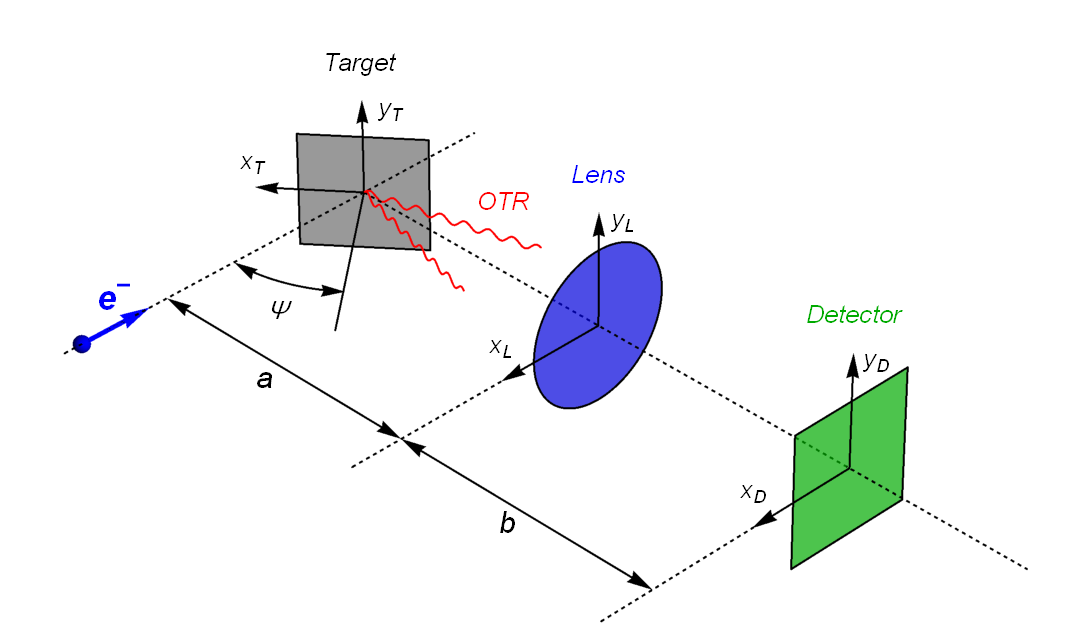 Target
y_T
x_T
Lens
OTR
y_L
e⁻
ψ
Detector
x_L
y_D
a
x_D
b